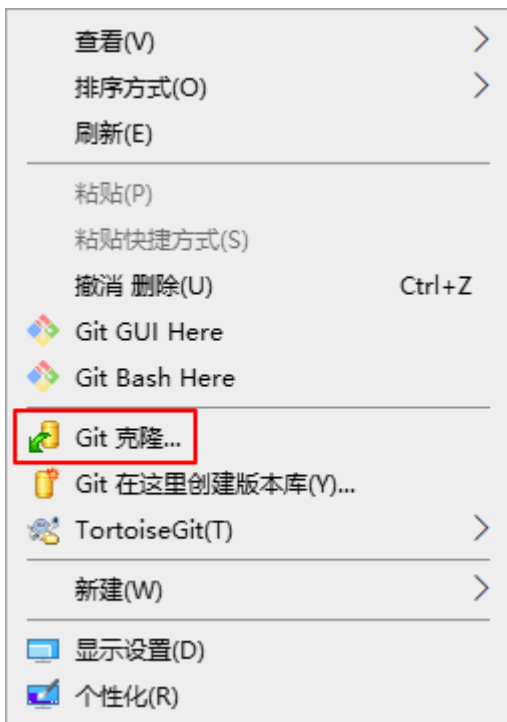 查看(V)
排序方式(O)
刷新(E)
粘贴(P)
粘贴快捷方式(S)
撤消 删除(U) Ctrl+Z
Git GUI Here
Git Bash Here
Git 克隆...
Git 在这里创建版本库(Y)...
TortoiseGit(T)
新建(W)
显示设置(D)
个性化(R)